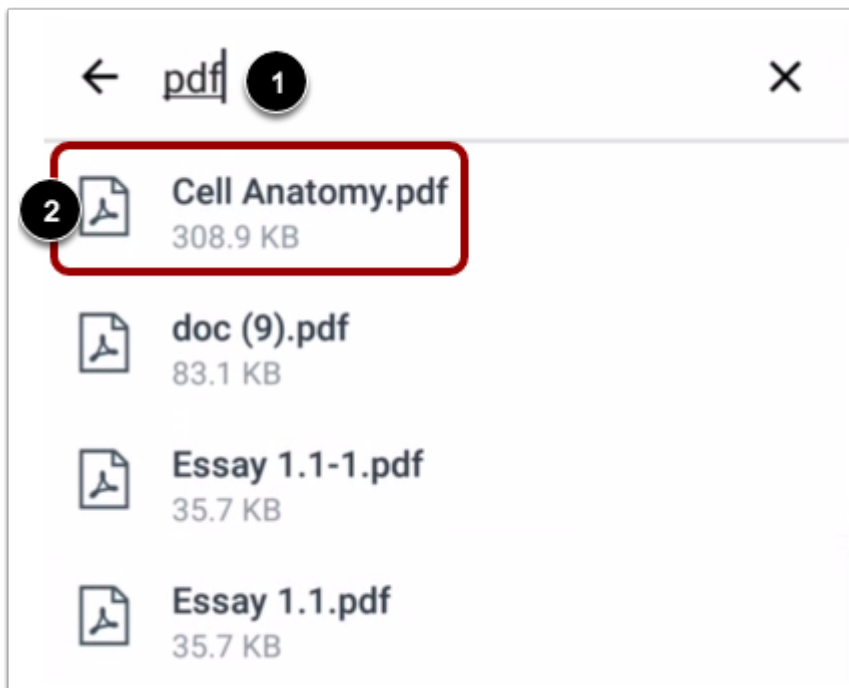 pdf 1
Cell Anatomy.pdf
2
308.9 KB
doc (9).pdf
83.1 KB
Essay 1.1-1.pdf
35.7 KB
Essay 1.1.pdf
35.7 KB